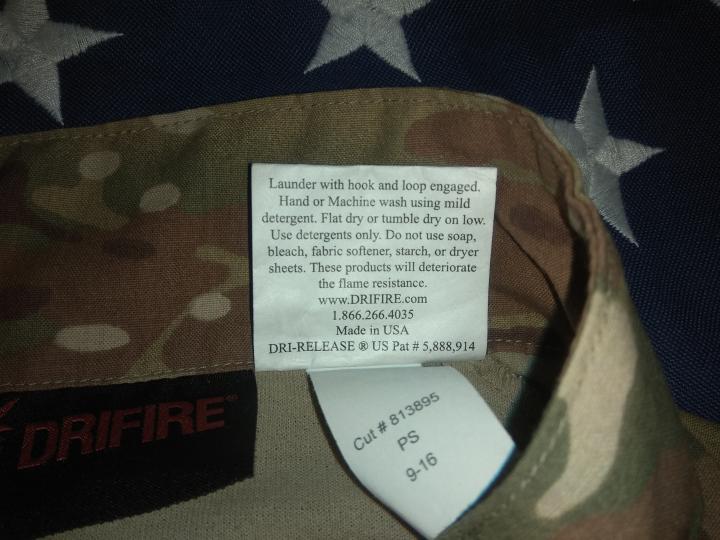 Launder with hook and loop engaged.
Hand or Machine wash using mild
detergent. Flat dry or tumble dry on low.
Use detergents only. Do not use soap,
bleach, fabric softener, starch, or dryer
sheets. These products will deteriorate
the flame resistance.
www.DRIFIRE.com
1.866.266.4035
Made in USA
DRI-RELEASE ® US Pat # 5,888,914
DRIFIRE®
Cut # 813895
PS
9-16